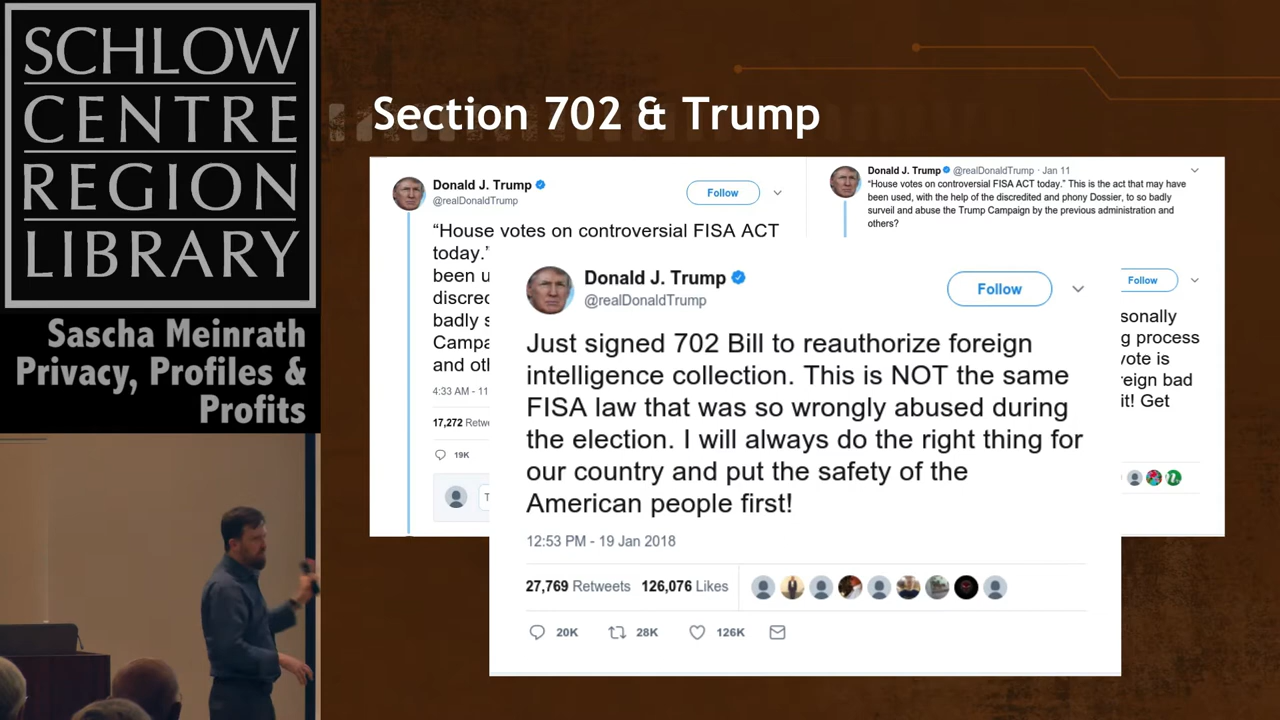 SCHLOW
CENTRE
REGION
LIBRARY
Sascha Meinrath
Privacy, Profiles &
Profits
Section 702 & Trump
Donald J. Trump
@realDonaldTrump
Follow
“House votes on controversial FISA ACT
today.”
been u
discred
badly s
Campa
and oth
4:33 AM - 11
17,272 Retwe
19K
Donald J. Trump @realDonaldTrump · Jan 11
“House votes on controversial FISA ACT today.” This is the act that may have
been used, with the help of the discredited and phony Dossier, to so badly
surveil and abuse the Trump Campaign by the previous administration and
others?
Follow
sonally
g process
vote is
reign bad
it! Get
Donald J. Trump
@realDonaldTrump
Follow
Just signed 702 Bill to reauthorize foreign
intelligence collection. This is NOT the same
FISA law that was so wrongly abused during
the election. I will always do the right thing for
our country and put the safety of the
American people first!
12:53 PM - 19 Jan 2018
27,769 Retweets 126,076 Likes
20K 28K 126K